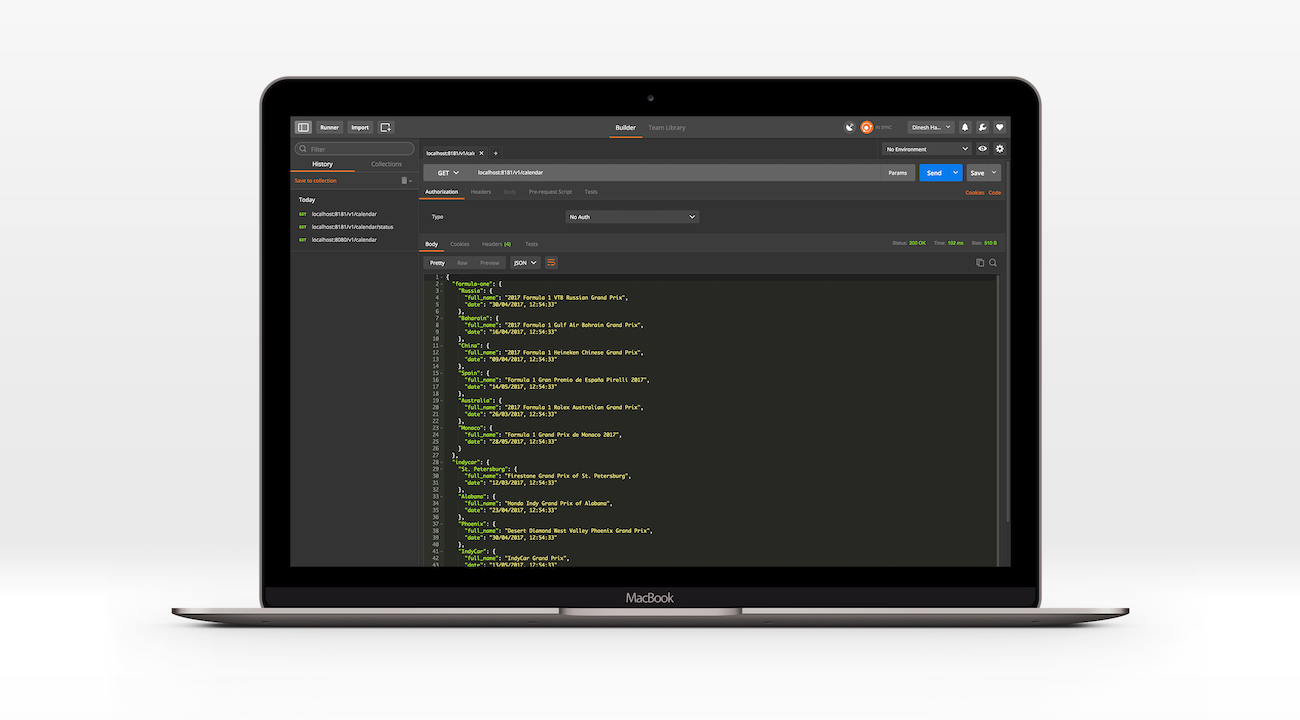 Runner Import
Builder Team Library
IN SYNC
Dinesh Ha...
Filter
History Collections
Save to collection
Today
GET localhost:8181/v1/calendar
GET localhost:8181/v1/calendar/status
GET localhost:8080/v1/calendar
localhost:8181/v1/cal
No Environment
GET localhost:8181/v1/calendar Params Send Save
Authorization Headers Body Pre-request Script Tests Cookies Code
Type No Auth
Body Cookies Headers (4) Tests Status: 200 OK Time: 102 ms Size: 510 B
Pretty Raw Preview JSON
1 {
2 "formula-one": {
3 "Russia": {
4 "full_name": "2017 Formula 1 VTB Russian Grand Prix",
5 "date": "30/04/2017, 12:54:33"
6 },
7 "Baharain": {
8 "full_name": "2017 Formula 1 Gulf Air Bahrain Grand Prix",
9 "date": "16/04/2017, 12:54:33"
10 },
11 "China": {
12 "full_name": "2017 Formula 1 Heineken Chinese Grand Prix",
13 "date": "09/04/2017, 12:54:33"
14 },
15 "Spain": {
16 "full_name": "Formula 1 Gran Premio de España Pirelli 2017",
17 "date": "14/05/2017, 12:54:33"
18 },
19 "Australia": {
20 "full_name": "2017 Formula 1 Rolex Australian Grand Prix",
21 "date": "26/03/2017, 12:54:33"
22 },
23 "Monaco": {
24 "full_name": "Formula 1 Grand Prix de Monaco 2017",
25 "date": "28/05/2017, 12:54:33"
26 }
27 },
28 "indycar": {
29 "St. Petersburg": {
30 "full_name": "Firestone Grand Prix of St. Petersburg",
31 "date": "12/03/2017, 12:54:33"
32 },
33 "Alabama": {
34 "full_name": "Honda Indy Grand Prix of Alabama",
35 "date": "23/04/2017, 12:54:33"
36 },
37 "Phoenix": {
38 "full_name": "Desert Diamond West Valley Phoenix Grand Prix",
39 "date": "30/04/2017, 12:54:33"
40 },
41 "IndyCar": {
42 "full_name": "IndyCar Grand Prix",
43 "date": "13/05/2017, 12:54:33"
MacBook